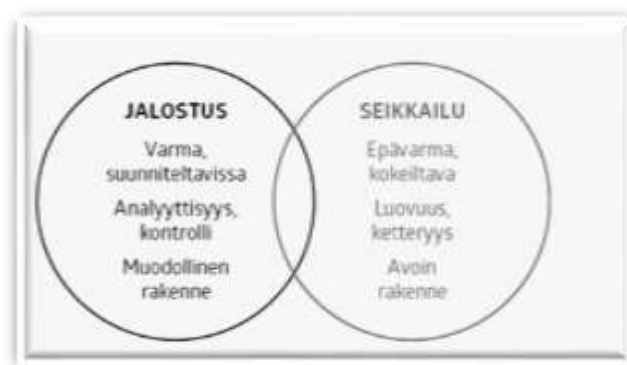 JALOSTUS
Varma,
suunniteltavissa
Analyyttisyys,
kontrolli
Muodollinen
rakenne
SEIKKAILU
Epävarma,
kokeiltava
Luovuus,
ketteryys
Avoin
rakenne